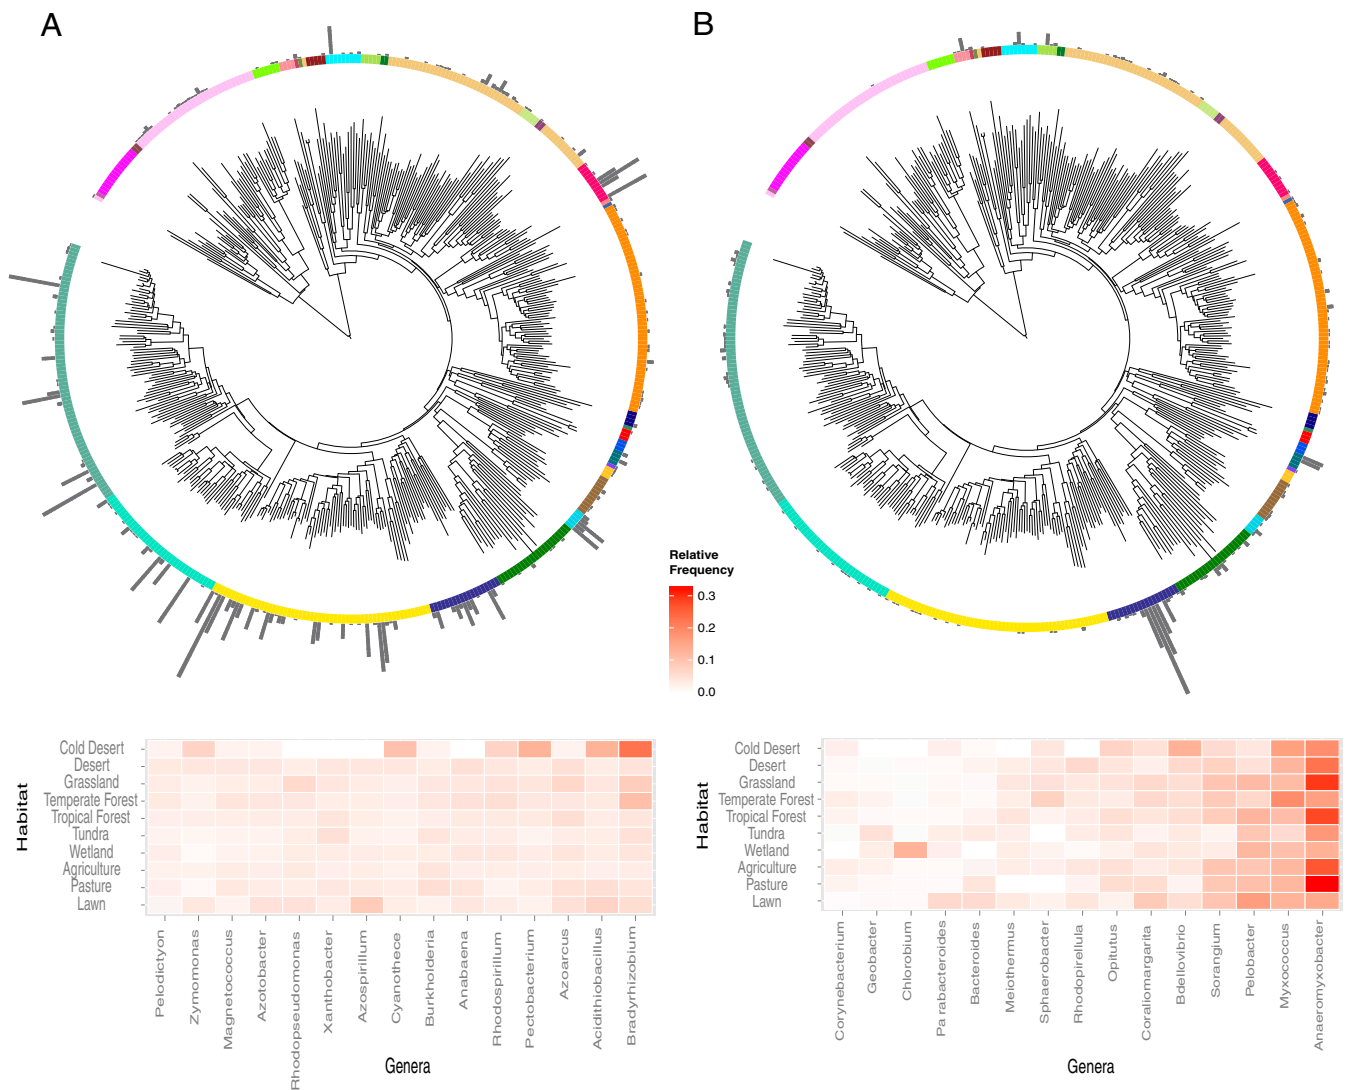 A
B
Relative
Frequency
0.3
0.2
0.1
0.0
Habitat
Cold Desert
Desert
Grassland
Temperate Forest
Tropical Forest
Tundra
Wetland
Agriculture
Pasture
Lawn
Pelodictyon
Zymomonas
Magnetococcus
Azotobacter
Rhodopseudomonas
Xanthobacter
Azospirillum
Cyanothece
Burkholderia
Anabaena
Rhodospirillum
Pectobacterium
Azoarcus
Acidithiobacillus
Bradyrhizobium
Genera
Habitat
Cold Desert
Desert
Grassland
Temperate Forest
Tropical Forest
Tundra
Wetland
Agriculture
Pasture
Lawn
Corynebacterium
Geobacter
Chlorobium
Pa rabacteroides
Bacteroides
Meiothermus
Sphaerobacter
Rhodopirellula
Opitutus
Coraliomargarita
Bdellovibrio
Sorangium
Pelobacter
Myxococcus
Anaeromyxobacter
Genera